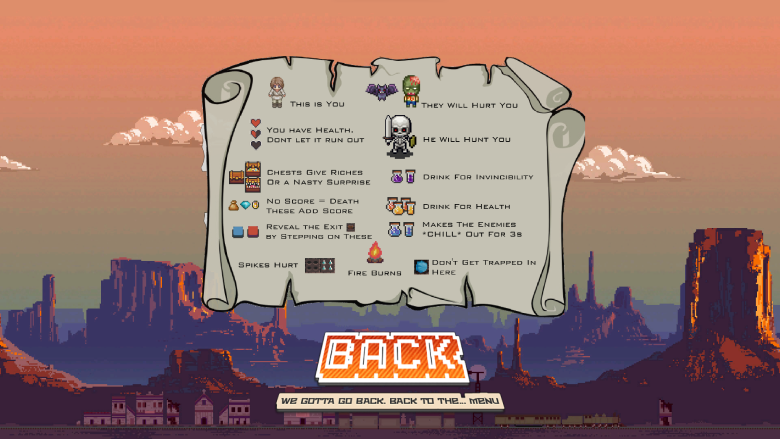 This is You
They Will Hurt You
You have Health.
Dont let it run out
He Will Hunt You
Chests Give Riches
Or a Nasty Surprise
Drink For Invincibility
No Score = Death
These Add Score
Drink For Health
Reveal the Exit
by Stepping on These
Makes The Enemies
*CHILL* Out For 3s
Spikes Hurt
Fire Burns
Don't Get Trapped In
Here
BACK
We gotta go back. Back to the... Menu